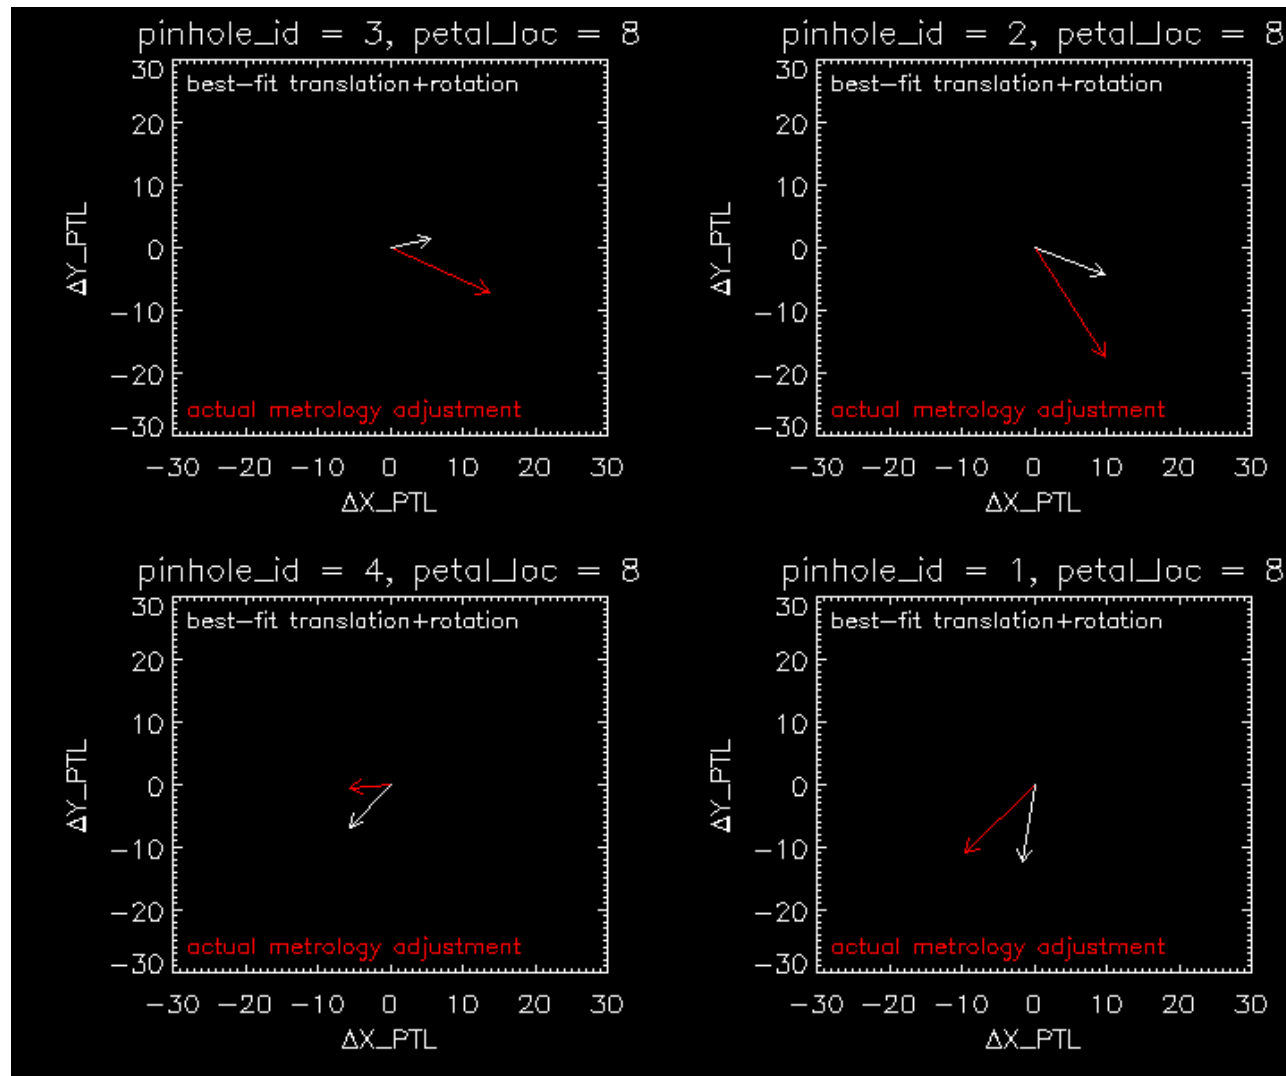 pinhole_id = 3, petal_loc = 8
30
best-fit translation+rotation
20
10
0
-10
-20
-30
ΔY_PTL
actual metrology adjustment
-30 -20 -10 0 10 20 30
ΔX_PTL
pinhole_id = 2, petal_loc = 8
30
best-fit translation+rotation
20
10
0
-10
-20
-30
ΔY_PTL
actual metrology adjustment
-30 -20 -10 0 10 20 30
ΔX_PTL
pinhole_id = 4, petal_loc = 8
30
best-fit translation+rotation
20
10
0
-10
-20
-30
ΔY_PTL
actual metrology adjustment
-30 -20 -10 0 10 20 30
ΔX_PTL
pinhole_id = 1, petal_loc = 8
30
best-fit translation+rotation
20
10
0
-10
-20
-30
ΔY_PTL
actual metrology adjustment
-30 -20 -10 0 10 20 30
ΔX_PTL